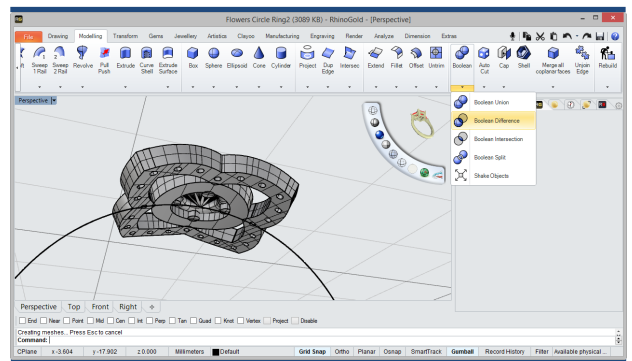 Flowers Circle Ring2 (3089 KB) - RhinoGold - [Perspective]
File Drawing Modelling Transform Gems Jewellery Artistics Clayoo Manufacturing Engraving Render Analyze Dimension Extras
Sweep 1 Rail Sweep 2 Rail Revolve Pull Push Extrude Curve Shell Extrude Surface Box Sphere Ellipsoid Cone Cylinder Project Dup Edge Intersec Extend Fillet Offset Untrim Boolean Auto Cut Cap Shell Merge all coplanar faces Unjoin Edge Rebuild
Perspective
Boolean Union
Boolean Difference
Boolean Intersection
Boolean Split
Shake Objects
Perspective Top Front Right
End Near Point Mid Cen Int Perp Tan Quad Knot Vertex Project Disable
Creating meshes... Press Esc to cancel
Command:
CPlane x -3.604 y -17.902 z 0.000 Millimeters Default Grid Snap Ortho Planar Osnap SmartTrack Gumball Record History Filter Available physical ...